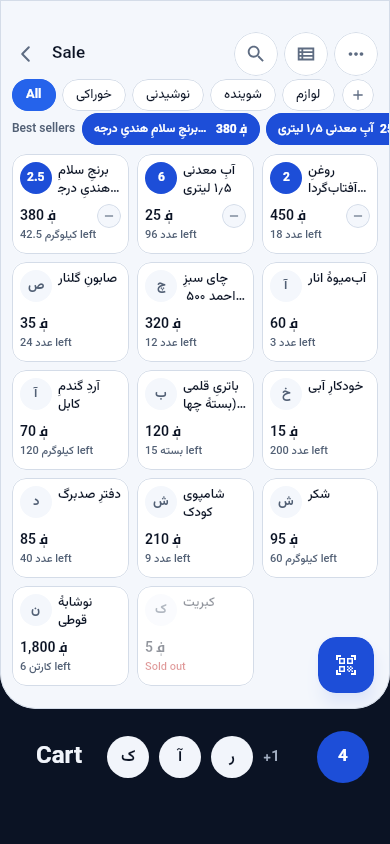 Sale
All
خوراکی
نوشیدنی
شوینده
لوازم
Best sellers
برنجِ سلامِ هندیِ درجه... ؋ 380
آبِ معدنی ۱٫۵ لیتری ؋ 25
2.5
برنجِ سلامِ
هندیِ درج...
؋ 380
42.5 کیلوگرم left
6
آبِ معدنی
۱٫۵ لیتری
؋ 25
96 عدد left
2
روغنِ
آفتاب‌گردا...
؋ 450
18 عدد left
ص
صابونِ گلنار
؋ 35
24 عدد left
چ
چای سبزِ
احمد ۵۰۰...
؋ 320
12 عدد left
آ
آب‌میوهٔ انار
؋ 60
3 عدد left
آ
آردِ گندمِ
کابل
؋ 70
120 کیلوگرم left
ب
باتریِ قلمی
(بستهٔ چها...
؋ 120
15 بسته left
خ
خودکارِ آبی
؋ 15
200 عدد left
د
دفترِ صدبرگ
؋ 85
40 عدد left
ش
شامپوی
کودک
؋ 210
9 عدد left
ش
شکر
؋ 95
60 کیلوگرم left
ن
نوشابهٔ
قوطی
؋ 1,800
6 کارتن left
ک
کبریت
؋ 5
Sold out
Cart
ک
آ
ر
+1
4